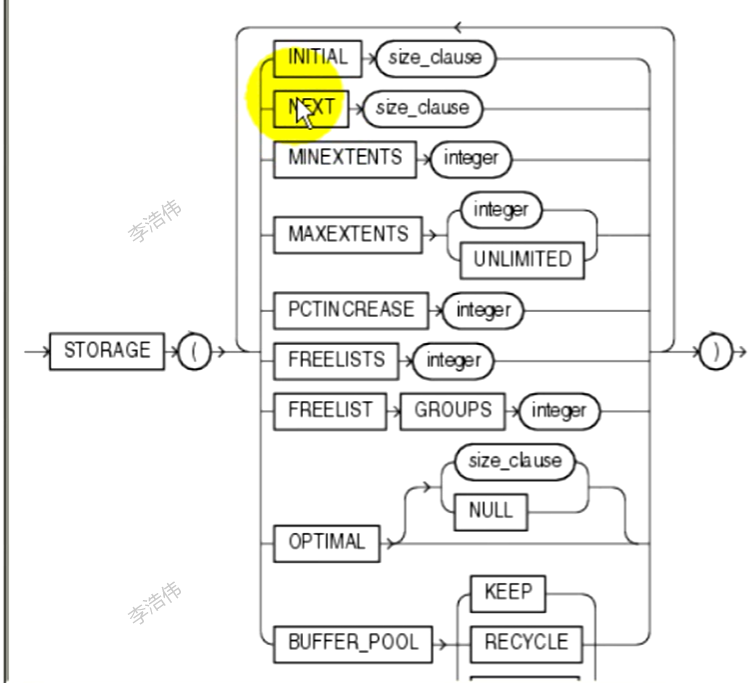 INITIAL size_clause
NEXT size_clause
MINEXTENTS integer
integer
MAXEXTENTS
UNLIMITED
PCTINCREASE integer
STORAGE ( )
FREELISTS integer
FREELIST GROUPS integer
size_clause
NULL
OPTIMAL
KEEP
BUFFER_POOL RECYCLE
李浩伟
李浩伟